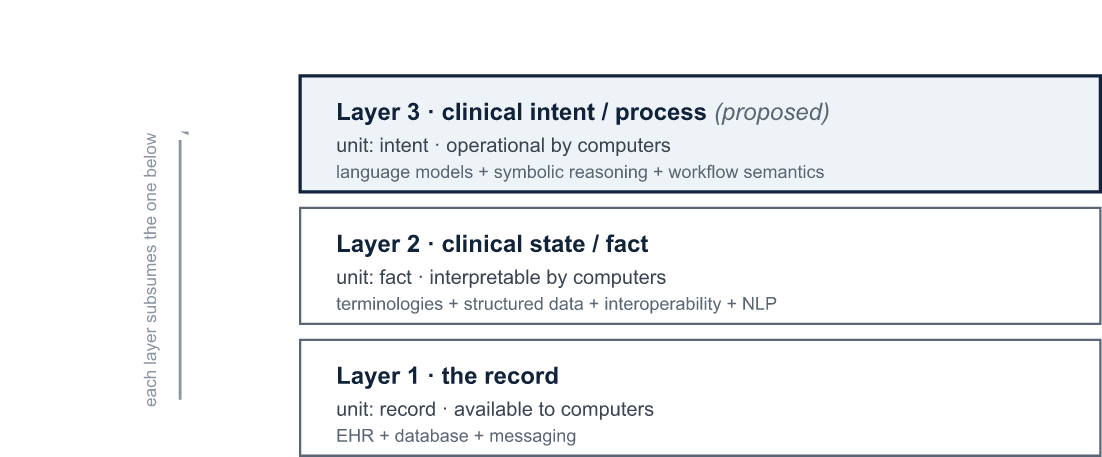 each layer subsumes the one below
Layer 3 · clinical intent / process (proposed)
unit: intent · operational by computers
language models + symbolic reasoning + workflow semantics
Layer 2 · clinical state / fact
unit: fact · interpretable by computers
terminologies + structured data + interoperability + NLP
Layer 1 · the record
unit: record · available to computers
EHR + database + messaging